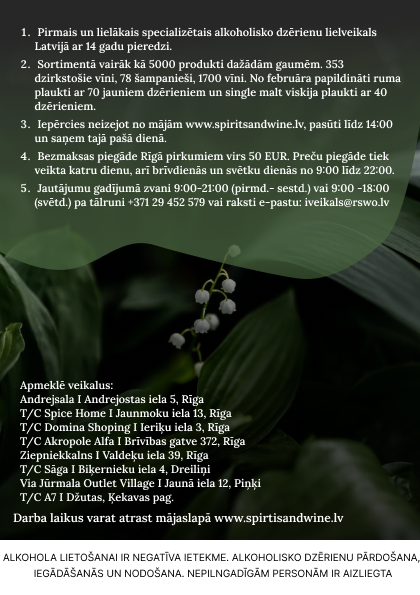 1. Pirmais un lielākais specializētais alkoholisko dzērienu lielveikals
Latvijā ar 14 gadu pieredzi.
2. Sortimentā vairāk kā 5000 produkti dažādām gaumēm. 353
dzirkstošie vīni, 78 šampanieši, 1700 vīni. No februāra papildināti ruma
plaukti ar 70 jauniem dzērieniem un single malt viskija plaukti ar 40
dzērieniem.
3. Iepērcies neizejot no mājām www.spiritsandwine.lv, pasūti līdz 14:00
un saņem tajā pašā dienā.
4. Bezmaksas piegāde Rīgā pirkumiem virs 50 EUR. Preču piegāde tiek
veikta katru dienu, arī brīvdienās un svētku dienās no 9:00 līdz 22:00.
5. Jautājumu gadījumā zvani 9:00-21:00 (pirmd.- sestd.) vai 9:00 -18:00
(svētd.) pa tālruni +371 29 452 579 vai raksti e-pastu: iveikals@rswo.lv
Apmeklē veikalus:
Andrejsala I Andrejostas iela 5, Rīga
T/C Spice Home I Jaunmoku iela 13, Rīga
T/C Domina Shoping I Ieriķu iela 3, Rīga
T/C Akropole Alfa I Brīvības gatve 372, Rīga
Ziepniekkalns I Valdeķu iela 39, Rīga
T/C Sāga I Biķernieku iela 4, Dreiliņi
Via Jūrmala Outlet Village I Jaunā iela 12, Piņķi
T/C A7 I Džutas, Ķekavas pag.
Darba laikus varat atrast mājaslapā www.spirtisandwine.lv
ALKOHOLA LIETOŠANAI IR NEGATĪVA IETEKME. ALKOHOLISKO DZĒRIENU PĀRDOŠANA,
IEGĀDĀŠANĀS UN NODOŠANA. NEPILNGADĪGĀM PERSONĀM IR AIZLIEGTA